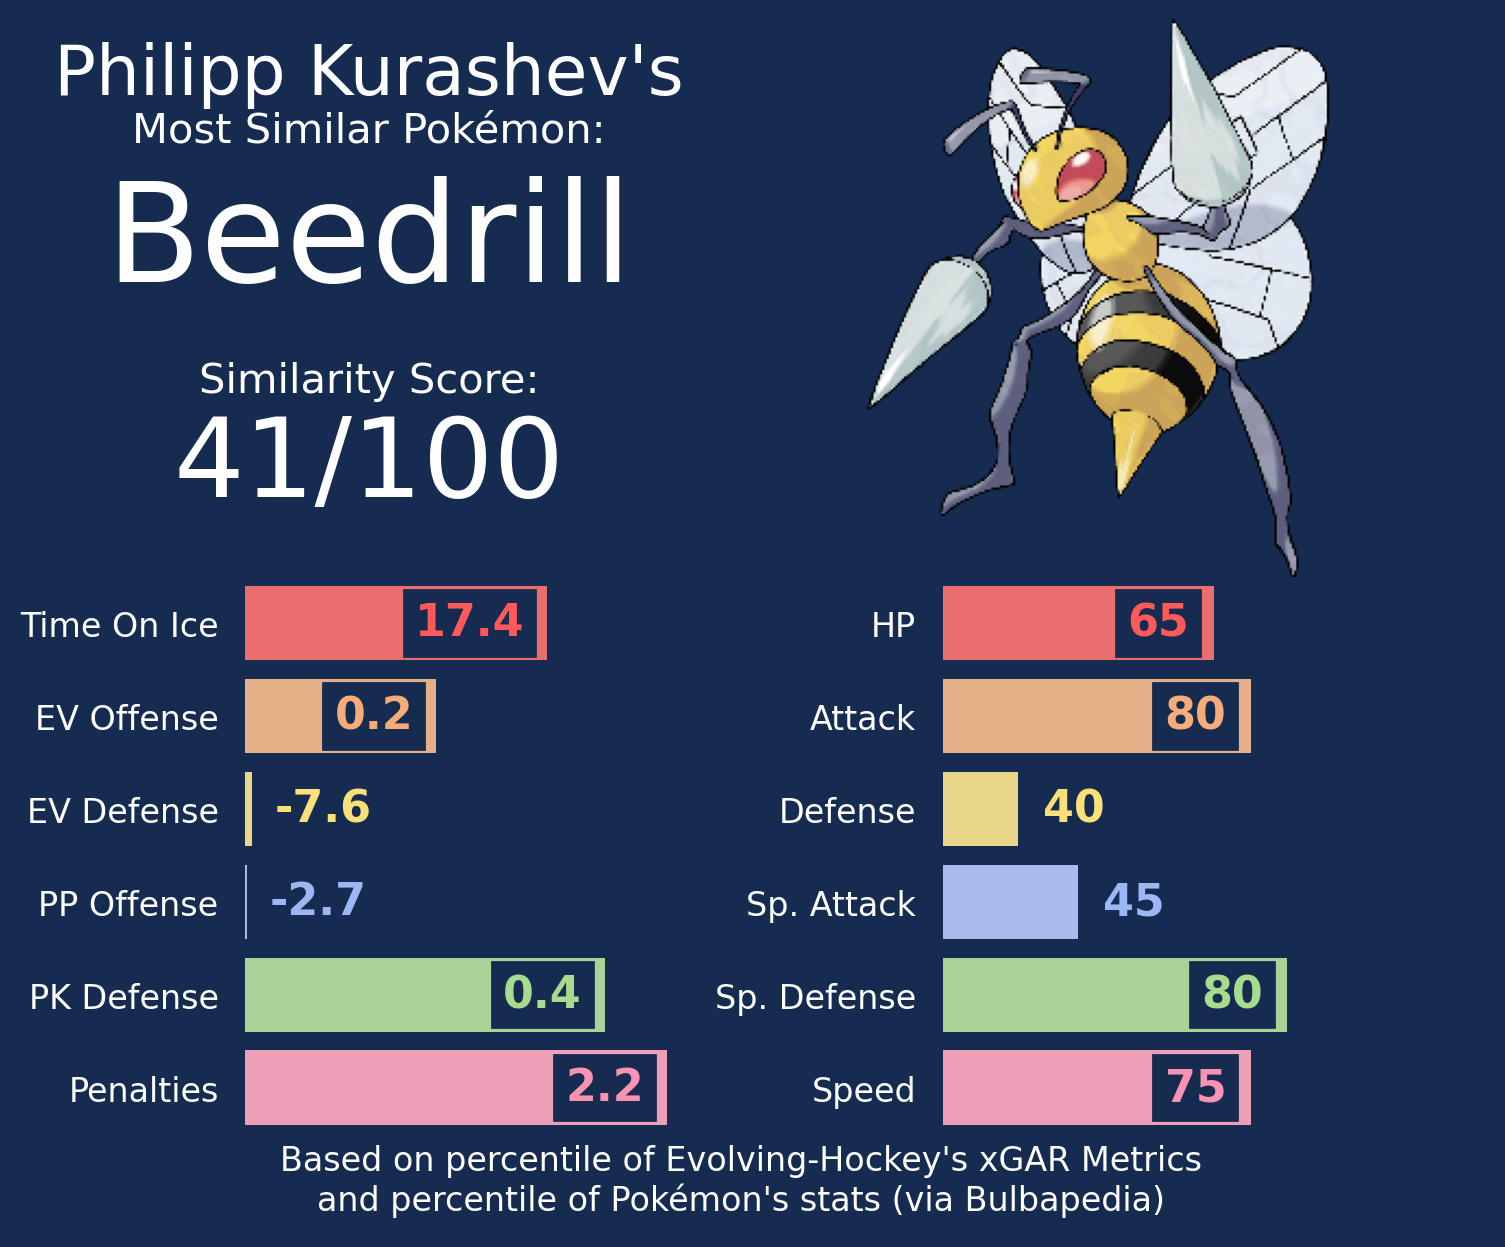 Philipp Kurashev's
Most Similar Pokémon:
Beedrill
Similarity Score:
41/100
Time On Ice 17.4
EV Offense 0.2
EV Defense -7.6
PP Offense -2.7
PK Defense 0.4
Penalties 2.2
HP 65
Attack 80
Defense 40
Sp. Attack 45
Sp. Defense 80
Speed 75
Based on percentile of Evolving-Hockey's xGAR Metrics
and percentile of Pokémon's stats (via Bulbapedia)